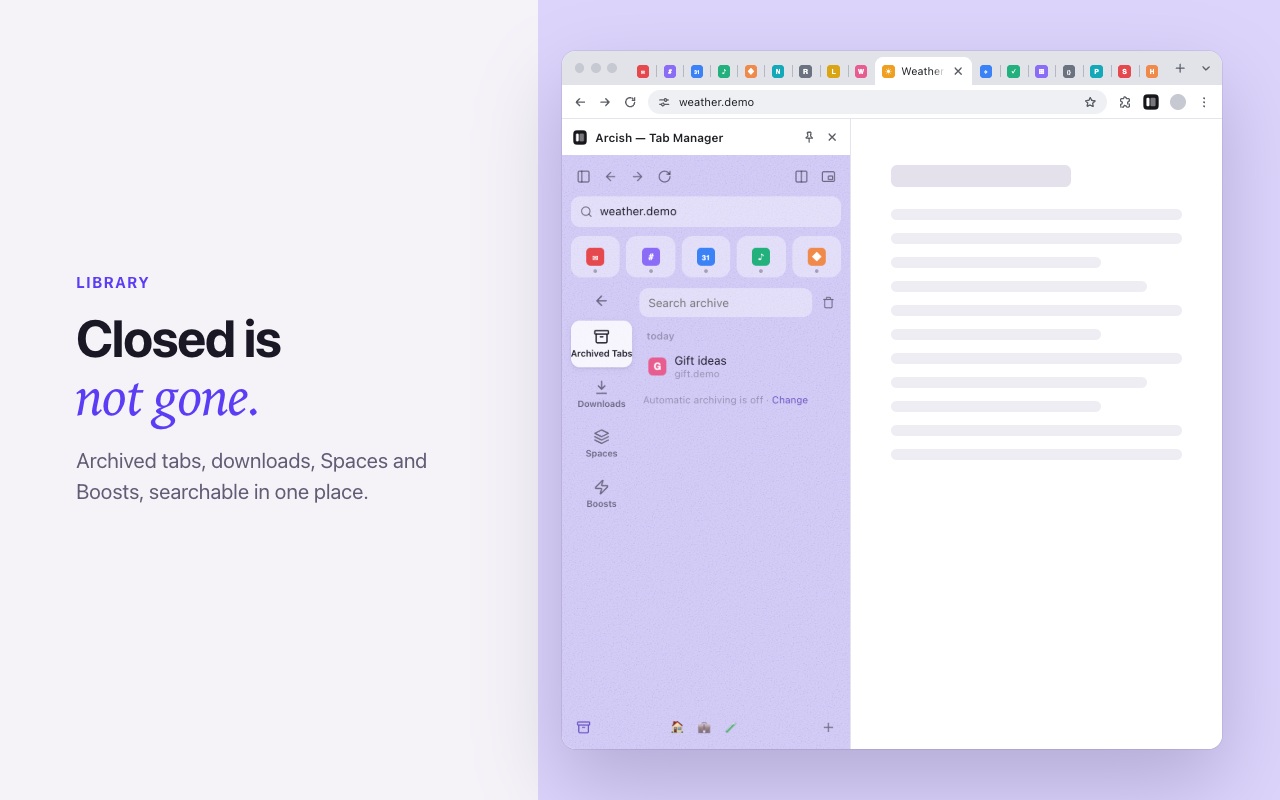 LIBRARY
Closed is
not gone.
Archived tabs, downloads, Spaces and
Boosts, searchable in one place.
31 N R L W Weather P S H
weather.demo
Arcish — Tab Manager
weather.demo
# 31
Search archive
Archived Tabs
today
G Gift ideas
gift.demo
Automatic archiving is off · Change
Downloads
Spaces
Boosts